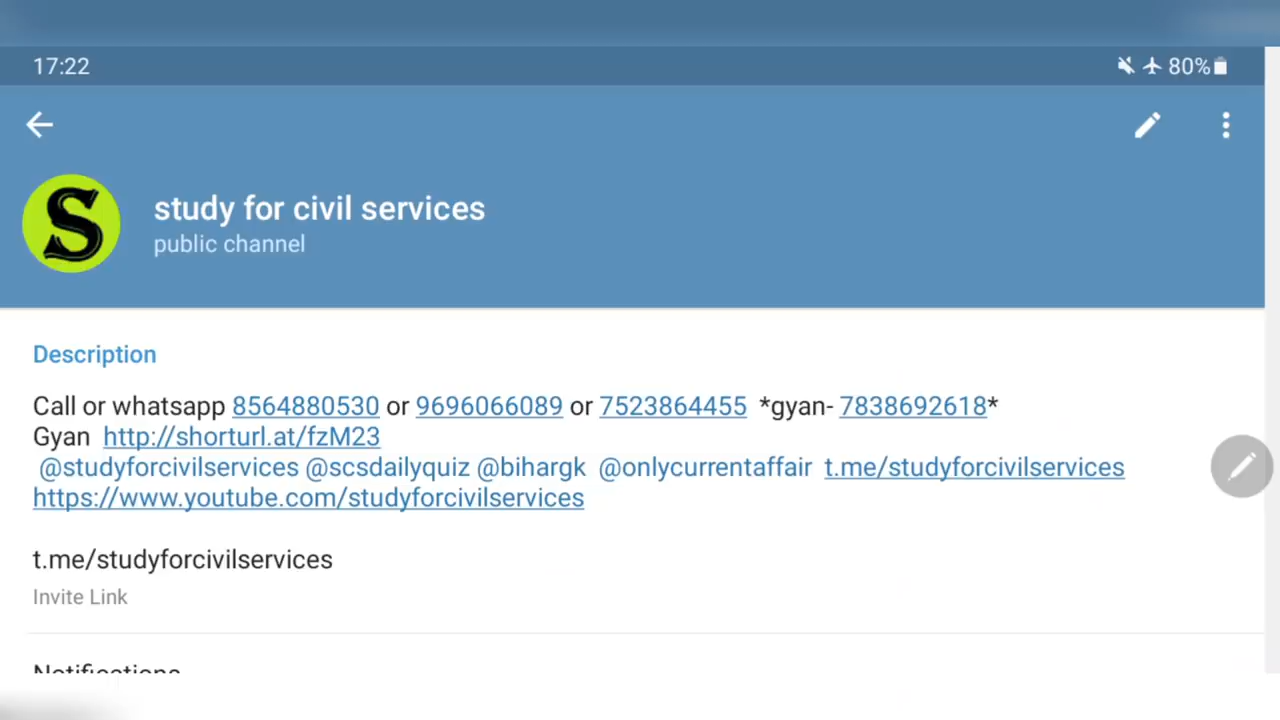 17:22
80%
S
study for civil services
public channel
Description
Call or whatsapp 8564880530 or 9696066089 or 7523864455 *gyan- 7838692618*
Gyan http://shorturl.at/fzM23
@studyforcivilservices @scsdailyquiz @bihargk @onlycurrentaffair t.me/studyforcivilservices
https://www.youtube.com/studyforcivilservices
t.me/studyforcivilservices
Invite Link
Notifications